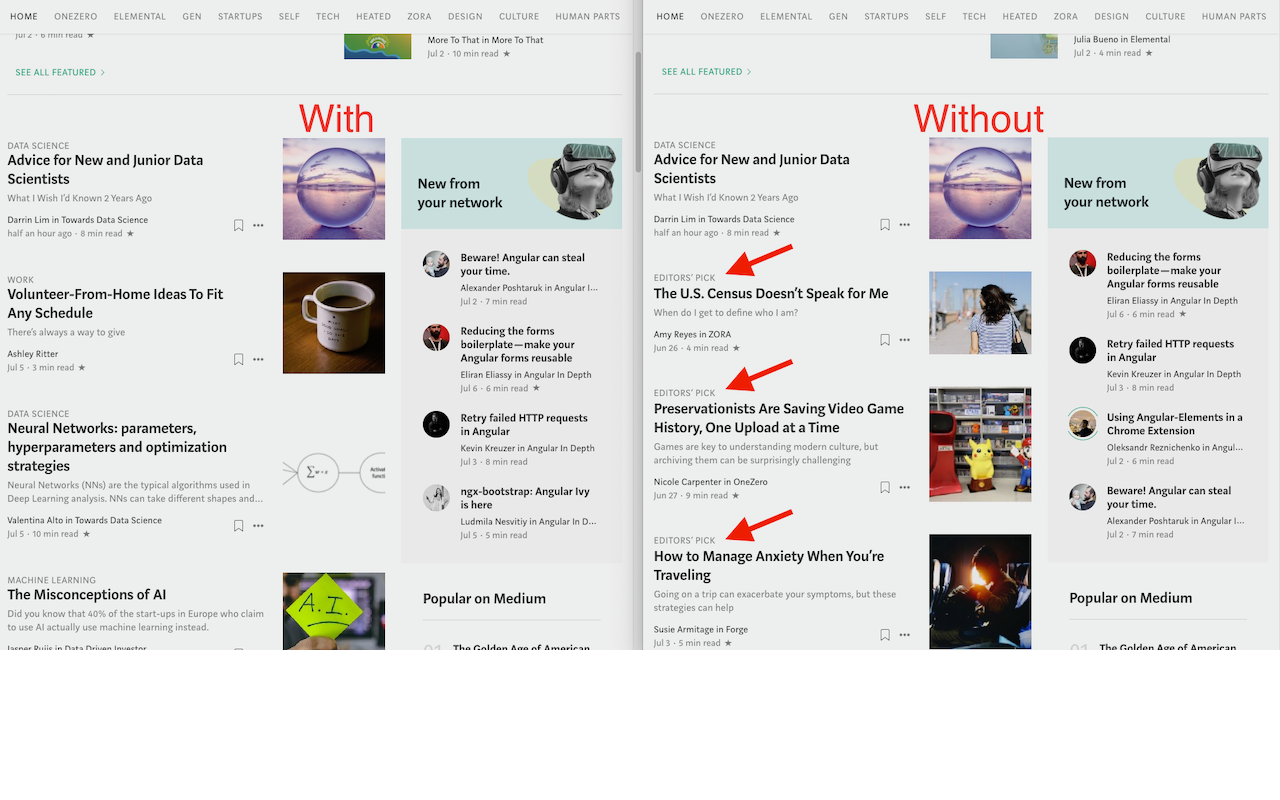 HOME ONEZERO ELEMENTAL GEN STARTUPS SELF TECH HEATED ZORA DESIGN CULTURE HUMAN PARTS
Jul 2 · 6 min read ★
More To That in More To That
Jul 2 · 10 min read ★
SEE ALL FEATURED >
With
DATA SCIENCE
Advice for New and Junior Data
Scientists
What I Wish I'd Known 2 Years Ago
Darrin Lim in Towards Data Science
half an hour ago · 8 min read ★
WORK
Volunteer-From-Home Ideas To Fit
Any Schedule
There's always a way to give
Ashley Ritter
Jul 5 · 3 min read ★
DATA SCIENCE
Neural Networks: parameters,
hyperparameters and optimization
strategies
Neural Networks (NNs) are the typical algorithms used in
Deep Learning analysis. NNs can take different shapes and…
Valentina Alto in Towards Data Science
Jul 5 · 10 min read ★
MACHINE LEARNING
The Misconceptions of AI
Did you know that 40% of the start-ups in Europe who claim
to use AI actually use machine learning instead.
Jasper Ruijs in Data Driven Investor
A.I.
New from
your network
Beware! Angular can steal
your time.
Alexander Poshtaruk in Angular I…
Jul 2 · 7 min read
Reducing the forms
boilerplate — make your
Angular forms reusable
Eliran Eliassy in Angular In Depth
Jul 6 · 6 min read ★
Retry failed HTTP requests
in Angular
Kevin Kreuzer in Angular In Depth
Jul 3 · 8 min read
ngx-bootstrap: Angular Ivy
is here
Ludmila Nesvitiy in Angular In D…
Jul 5 · 5 min read
Popular on Medium
01 The Golden Age of American
HOME ONEZERO ELEMENTAL GEN STARTUPS SELF TECH HEATED ZORA DESIGN CULTURE HUMAN PARTS
Julia Bueno in Elemental
Jul 2 · 4 min read ★
SEE ALL FEATURED >
Without
DATA SCIENCE
Advice for New and Junior Data
Scientists
What I Wish I'd Known 2 Years Ago
Darrin Lim in Towards Data Science
half an hour ago · 8 min read ★
EDITORS' PICK
The U.S. Census Doesn't Speak for Me
When do I get to define who I am?
Amy Reyes in ZORA
Jun 26 · 4 min read ★
EDITORS' PICK
Preservationists Are Saving Video Game
History, One Upload at a Time
Games are key to understanding modern culture, but
archiving them can be surprisingly challenging
Nicole Carpenter in OneZero
Jun 27 · 9 min read ★
EDITORS' PICK
How to Manage Anxiety When You're
Traveling
Going on a trip can exacerbate your symptoms, but these
strategies can help
Susie Armitage in Forge
Jul 3 · 5 min read ★
New from
your network
Reducing the forms
boilerplate — make your
Angular forms reusable
Eliran Eliassy in Angular In Depth
Jul 6 · 6 min read ★
Retry failed HTTP requests
in Angular
Kevin Kreuzer in Angular In Depth
Jul 3 · 8 min read
Using Angular-Elements in a
Chrome Extension
Oleksandr Reznichenko in Angul…
Jul 2 · 6 min read
Beware! Angular can steal
your time.
Alexander Poshtaruk in Angular I…
Jul 2 · 7 min read
Popular on Medium
01 The Golden Age of American